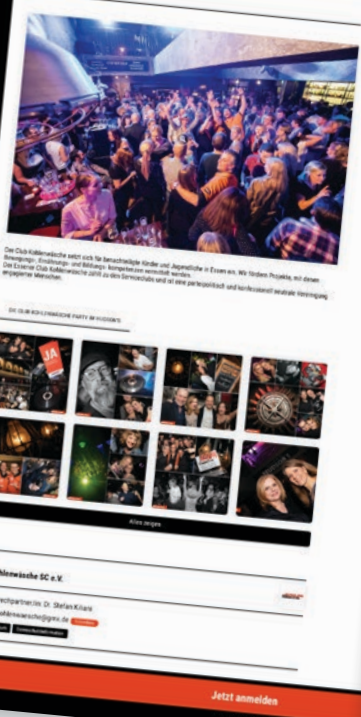 Der Club Kohlenwäsche setzt sich für benachteiligte Kinder und Jugendliche in Essen ein. Wir fördern Projekte, mit denen
Bewegungs-, Ernährungs- und Bildungs- kompetenzen vermittelt werden.
Der Essener Club Kohlenwäsche zählt zu den Serviceclubs und ist eine parteipolitisch und konfessionell neutrale Vereinigung
engagierter Menschen.
DIE CLUB KOHLENWÄSCHE PARTY IM HUDSON'S
JA
Alles zeigen
hlenwäsche SC e.V.
echpartner/in: Dr. Stefan Kiliani
Jetzt anmelden